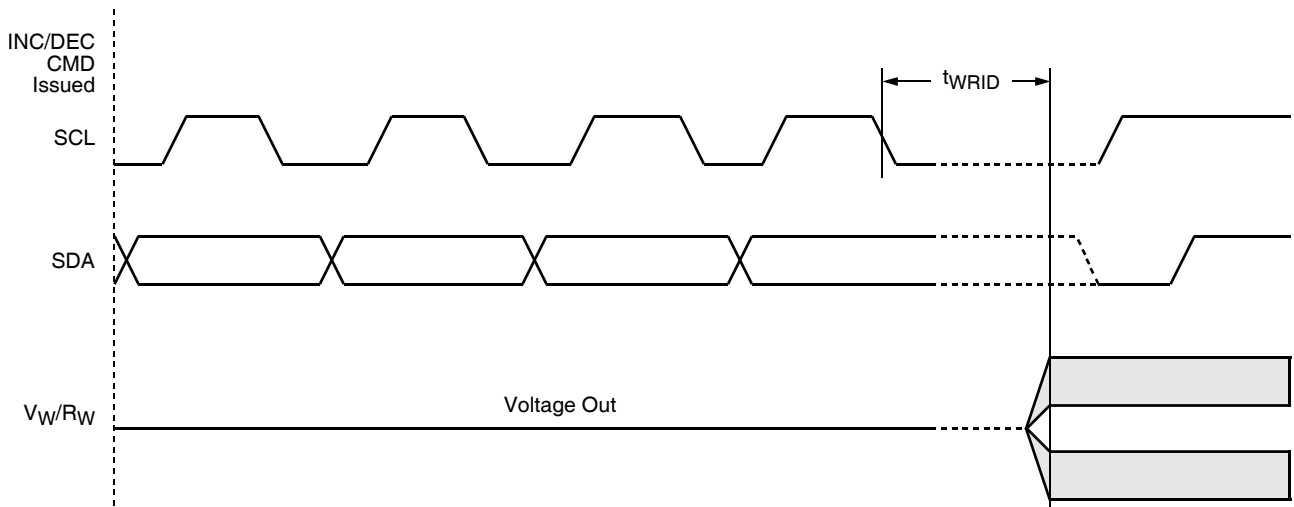 INC/DEC
CMD
Issued
tWRID
SCL
SDA
Voltage Out
VW/RW